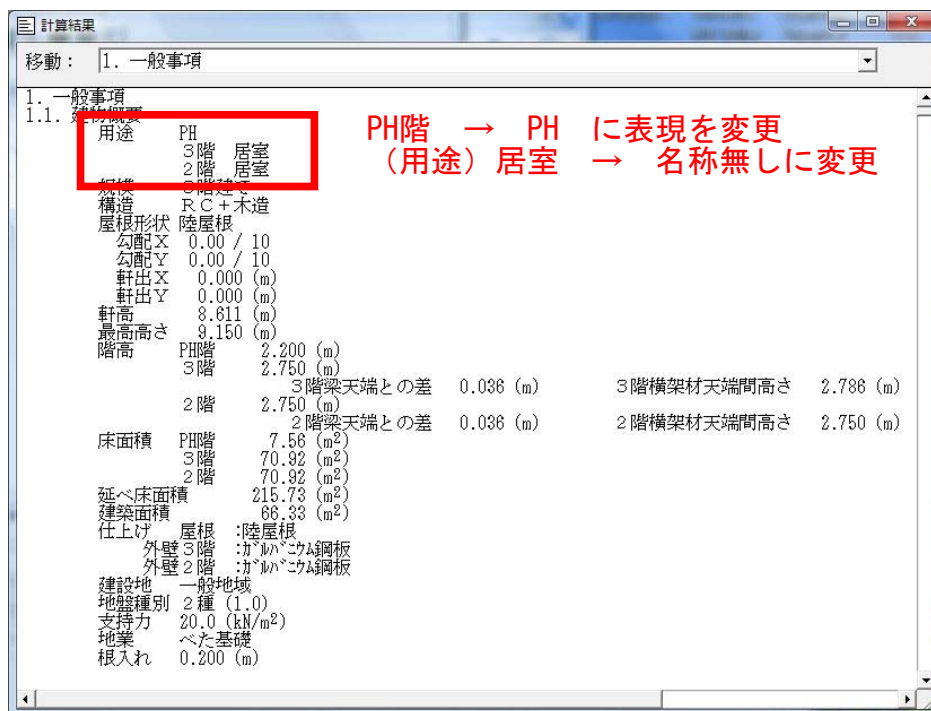 計算結果
移動： 1. 一般事項
1. 一般事項
1.1. 建物概要
用途 PH
3階 居室
2階 居室
PH階 → PH に表現を変更
（用途）居室 → 名称無しに変更
規模 3階建て
構造 ＲＣ＋木造
屋根形状 陸屋根
勾配Ｘ 0.00 / 10
勾配Ｙ 0.00 / 10
軒出Ｘ 0.000 (m)
軒出Ｙ 0.000 (m)
軒高 8.611 (m)
最高高さ 9.150 (m)
階高 PH階 2.200 (m)
３階 2.750 (m)
３階梁天端との差 0.036 (m) ３階横架材天端間高さ 2.786 (m)
２階 2.750 (m)
２階梁天端との差 0.036 (m) ２階横架材天端間高さ 2.750 (m)
床面積 PH階 7.56 (m2)
３階 70.92 (m2)
２階 70.92 (m2)
延べ床面積 215.73 (m2)
建築面積 66.33 (m2)
仕上げ 屋根 :陸屋根
外壁３階 :ｶﾞﾙﾊﾞﾆｳﾑ鋼板
外壁２階 :ｶﾞﾙﾊﾞﾆｳﾑ鋼板
建設地 一般地域
地盤種別 ２種 (1.0)
支持力 20.0 (kN/m²)
地業 べた基礎
根入れ 0.200 (m)